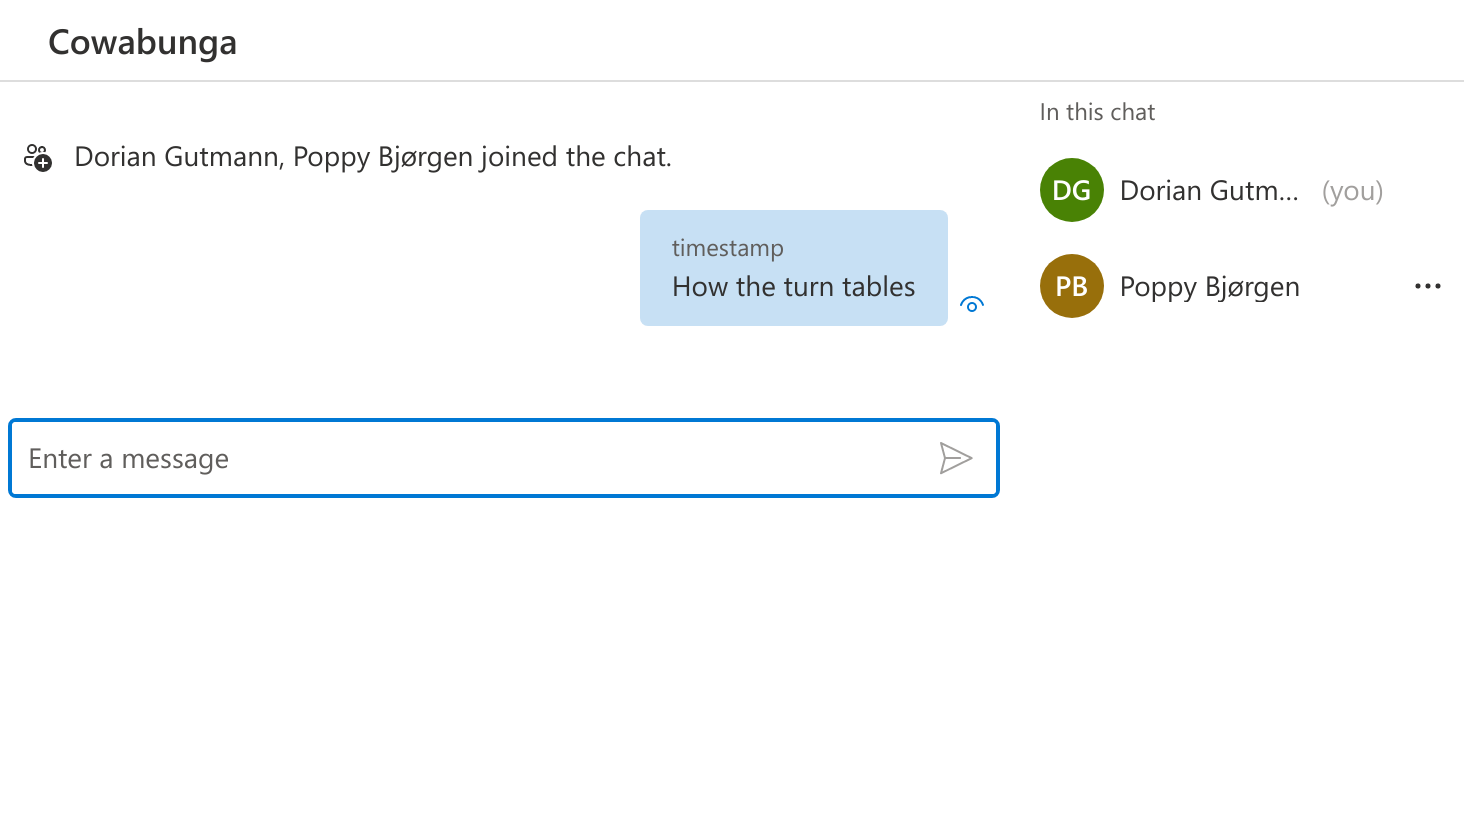 Cowabunga
Dorian Gutmann, Poppy Bjørgen joined the chat.
timestamp
How the turn tables
Enter a message
In this chat
DG Dorian Gutm... (you)
PB Poppy Bjørgen